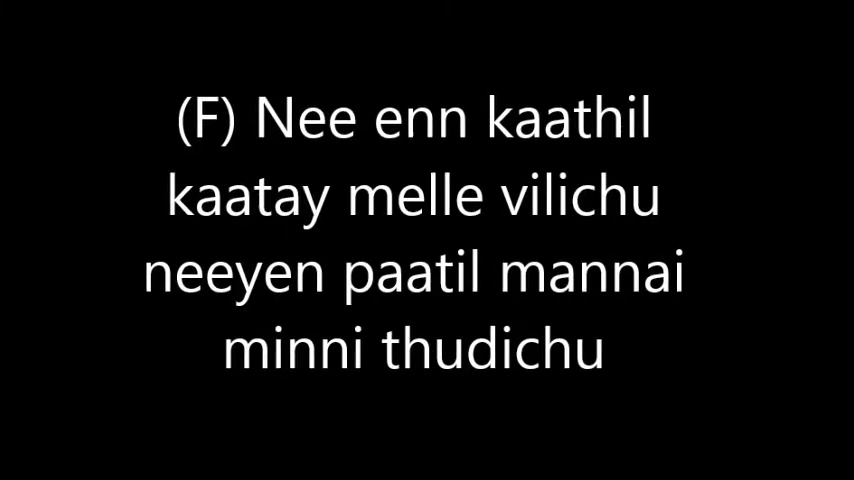 (F) Nee enn kaathil
kaatay melle vilichu
neeyen paatil mannai
minni thudichu